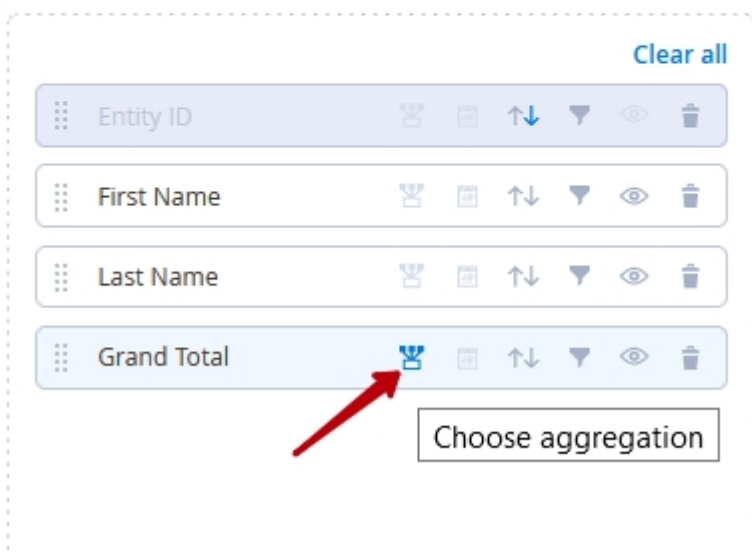 Clear all
Entity ID
First Name
Last Name
Grand Total
Choose aggregation